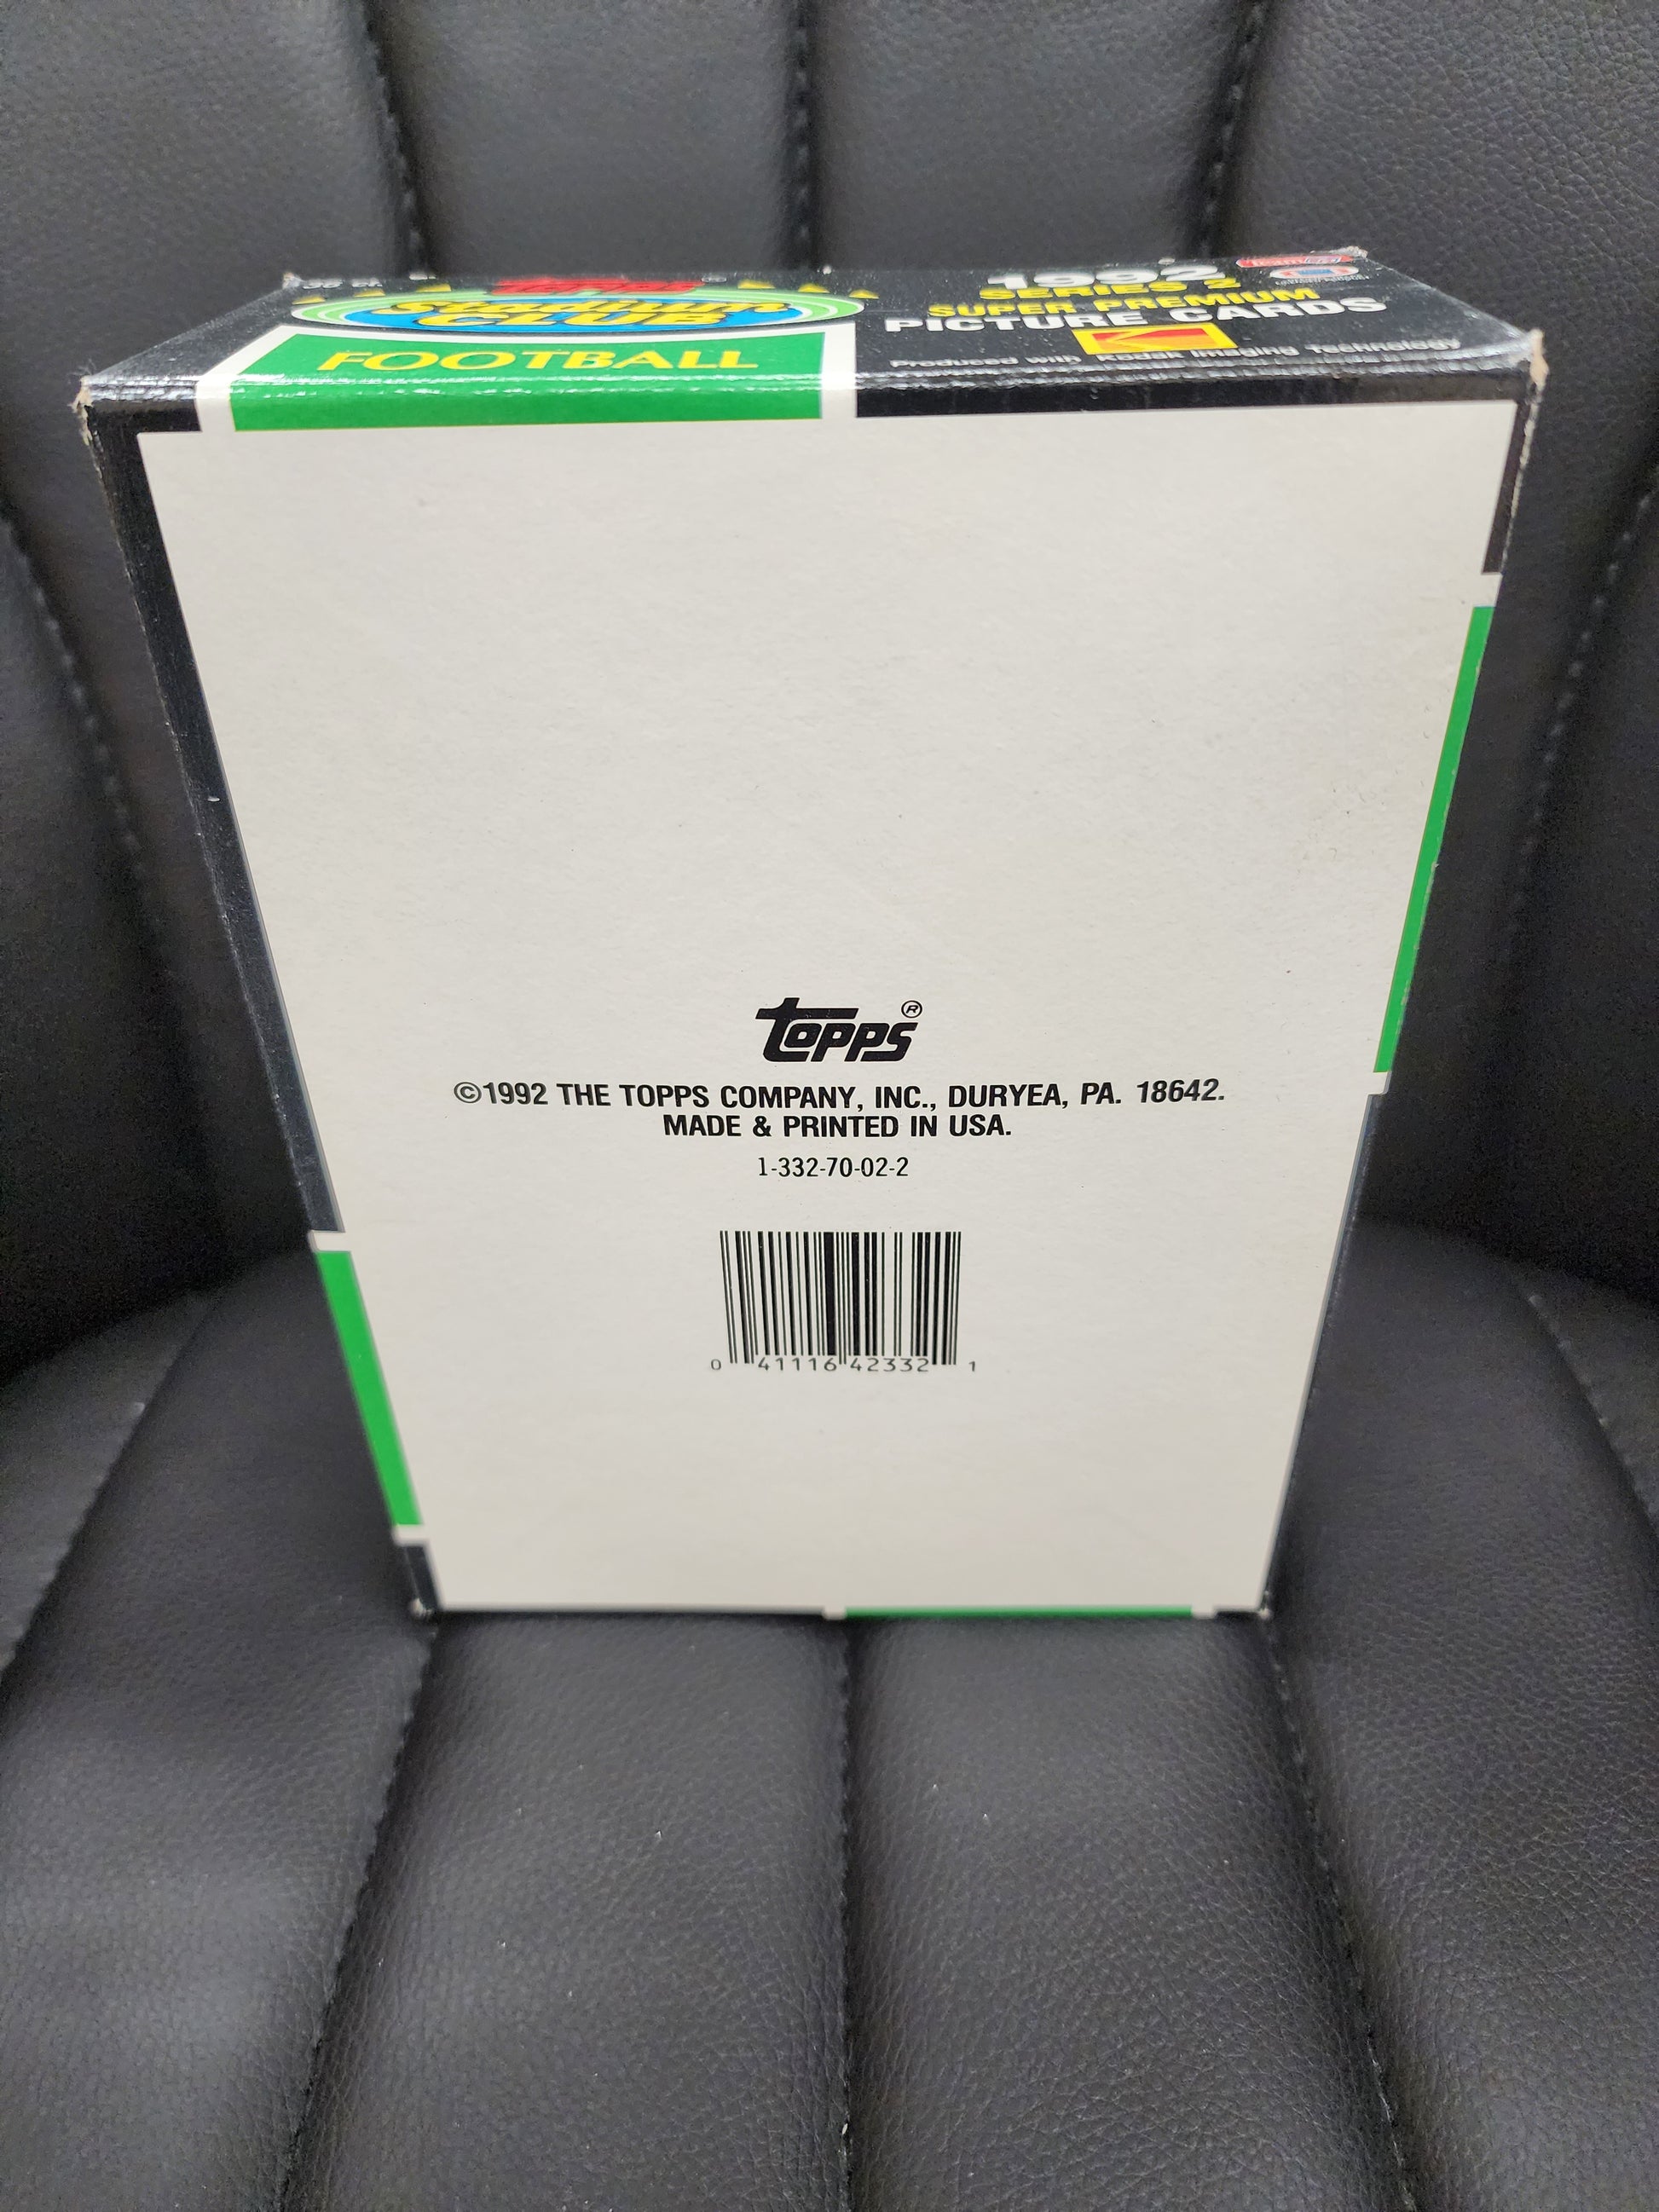 Topps
Stadium
CLUB
FOOTBALL
1992
SERIES 2
SUPER PREMIUM
PICTURE CARDS
Produced with Kodak Imaging Technology
topps®
©1992 THE TOPPS COMPANY, INC., DURYEA, PA. 18642.
MADE & PRINTED IN USA.
1-332-70-02-2
0 41116 42332 1